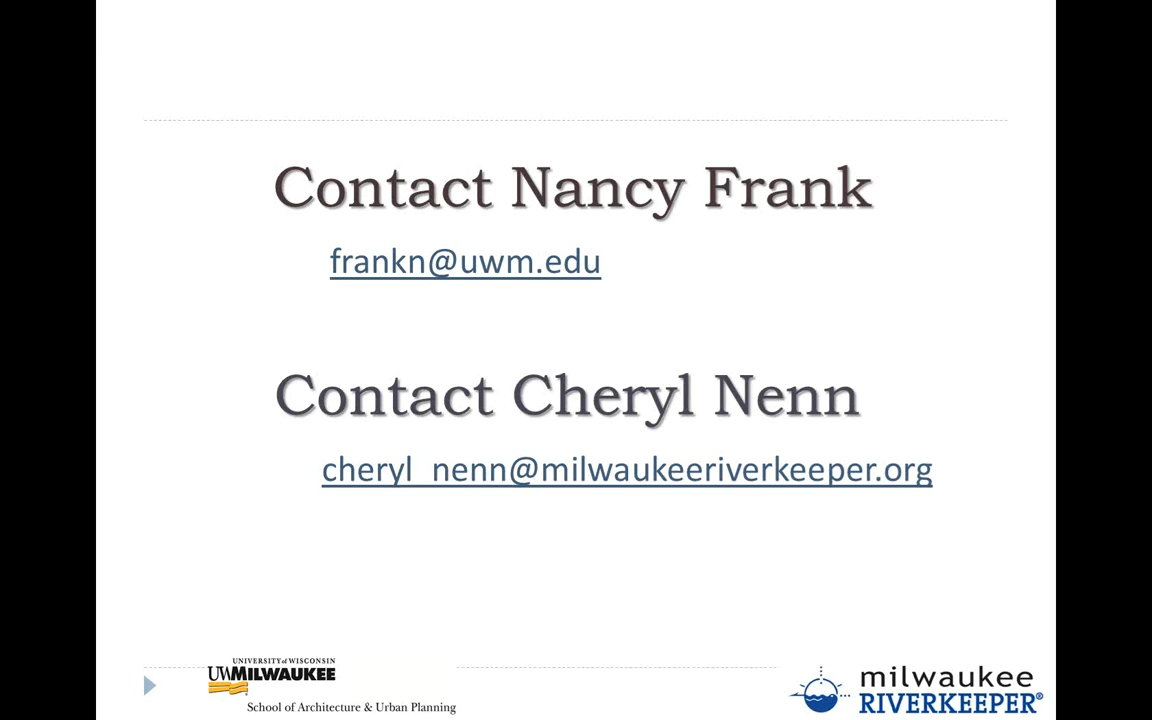 Contact Nancy Frank
frankn@uwm.edu
Contact Cheryl Nenn
cheryl_nenn@milwaukeeriverkeeper.org
UNIVERSITY of WISCONSIN
UWMILWAUKEE
School of Architecture & Urban Planning
milwaukee
RIVERKEEPER®